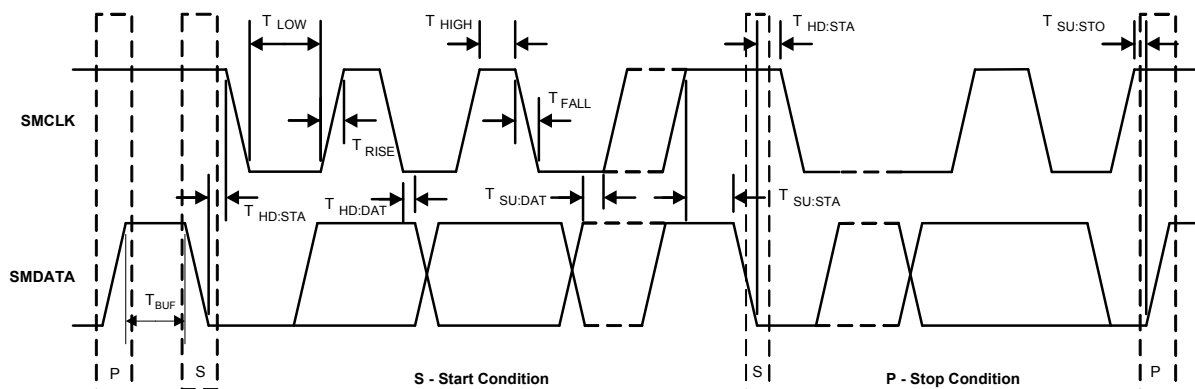 T LOW
T HIGH
T HD:STA
T SU:STO
SMCLK
T FALL
T RISE
T HD:STA
T HD:DAT
T SU:DAT
T SU:STA
SMDATA
T BUF
P
S
S - Start Condition
S
P - Stop Condition
P